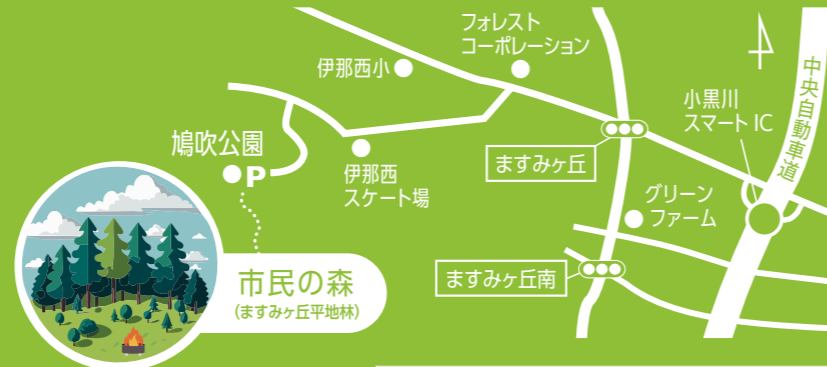 フォレスト
コーポレーション
伊那西小
小黒川
スマートIC
中央自動車道
鳩吹公園
P
伊那西
スケート場
ますみヶ丘
グリーン
ファーム
市民の森
(ますみヶ丘平地林)
ますみヶ丘南